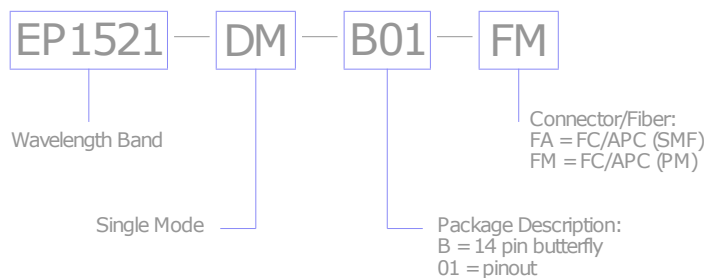 EP1521 DM B01 FM
Connector/Fiber:
FA = FC/APC (SMF)
FM = FC/APC (PM)
Wavelength Band
Single Mode
Package Description:
B = 14 pin butterfly
01 = pinout